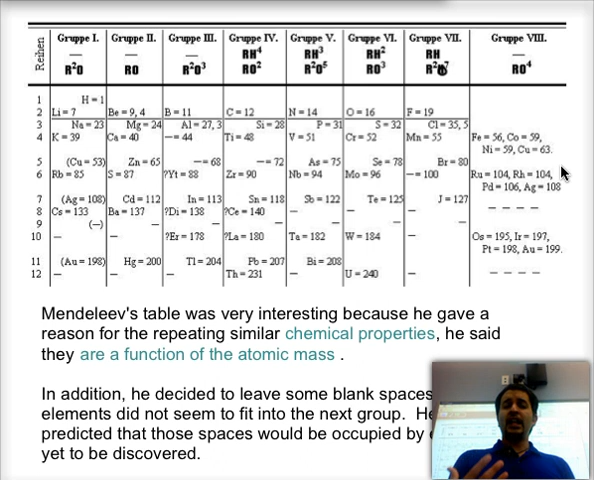 Reihen
Gruppe I. Gruppe II. Gruppe III. Gruppe IV. Gruppe V. Gruppe VI. Gruppe VII. Gruppe VIII.
— — — RH⁴ RH³ RH² RH —
R²O RO R²O³ RO² R²O⁵ RO³ RO⁴
1 H = 1
2 Li = 7 Be = 9, 4 B = 11 C = 12 N = 14 O = 16 F = 19
3 Na = 23 Mg = 24 Al = 27, 3 Si = 28 P = 31 S = 32 Cl = 35, 5
4 K = 39 Ca = 40 — = 44 Ti = 48 V = 51 Cr = 52 Mn = 55 Fe = 56, Co = 59,
Ni = 59, Cu = 63.
5 (Cu = 53) Zn = 65 — = 68 — = 72 As = 75 Se = 78 Br = 80
6 Rb = 85 S = 87 ?Yt = 88 Zr = 90 Nb = 94 Mo = 96 — = 100 Ru = 104, Rh = 104,
Pd = 106, Ag = 108
7 (Ag = 108) Cd = 112 In = 113 Sn = 118 Sb = 122 Te = 125 J = 127
8 Cs = 133 Ba = 137 ?Di = 138 ?Ce = 140 — — — — — — —
9 (—) — — — — — —
10 — — ?Er = 178 ?La = 180 Ta = 182 W = 184 — Os = 195, Ir = 197,
Pt = 198, Au = 199.
11 (Au = 198) Hg = 200 Tl = 204 Pb = 207 Bi = 208 — —
12 — — — Th = 231 — U = 240 — — — — —
Mendeleev's table was very interesting because he gave a
reason for the repeating similar chemical properties, he said
they are a function of the atomic mass .
In addition, he decided to leave some blank spaces
elements did not seem to fit into the next group.
predicted that those spaces would be occupied by
yet to be discovered.